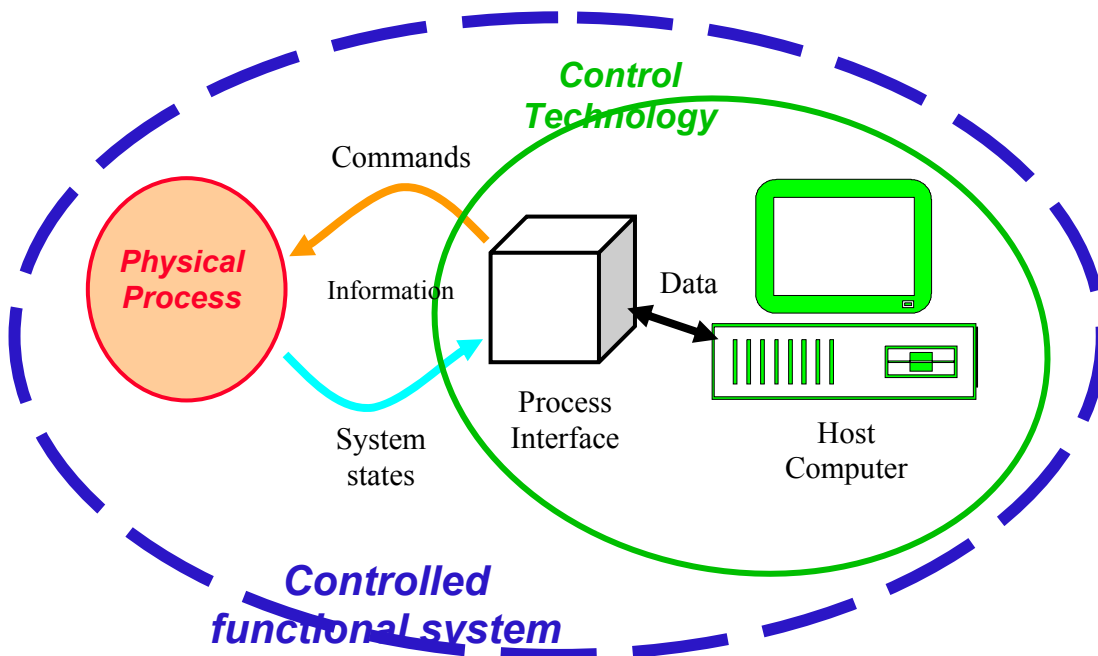 Control
Technology
Commands
Physical
Process
Information
Data
System
states
Process
Interface
Host
Computer
Controlled
functional system